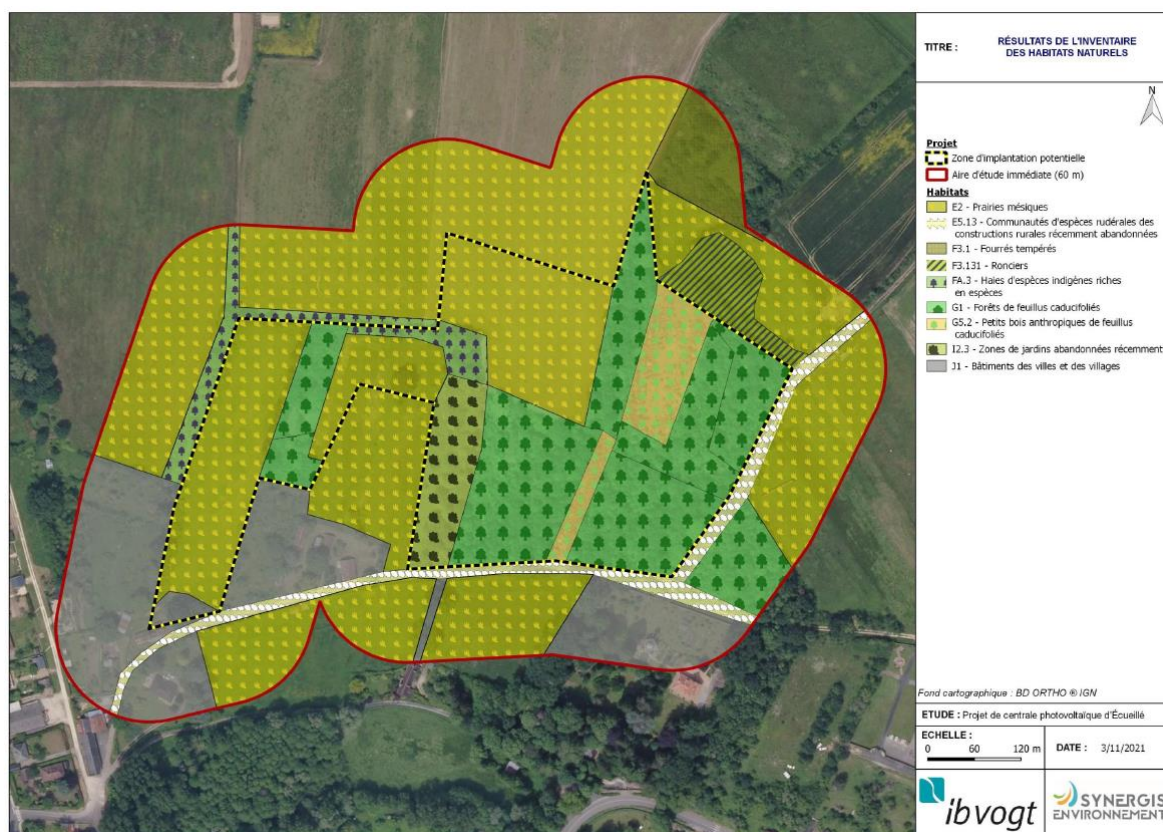 TITRE :
RÉSULTATS DE L'INVENTAIRE
DES HABITATS NATURELS
N
Projet
Zone d'implantation potentielle
Aire d'étude immédiate (60 m)
Habitats
E2 - Prairies mésiques
E5.13 - Communautés d'espèces rudérales des
constructions rurales récemment abandonnées
F3.1 - Fourrés tempérés
F3.131 - Ronciers
FA.3 - Haies d'espèces indigènes riches
en espèces
G1 - Forêts de feuillus caducifoliés
G5.2 - Petits bois anthropiques de feuillus
caducifoliés
I2.3 - Zones de jardins abandonnées récemment
J1 - Bâtiments des villes et des villages
Fond cartographique : BD ORTHO ® IGN
ETUDE : Projet de centrale photovoltaïque d'Écueillé
ECHELLE :
0 60 120 m
DATE : 3/11/2021
ib vogt
SYNERGIS
ENVIRONNEMENT